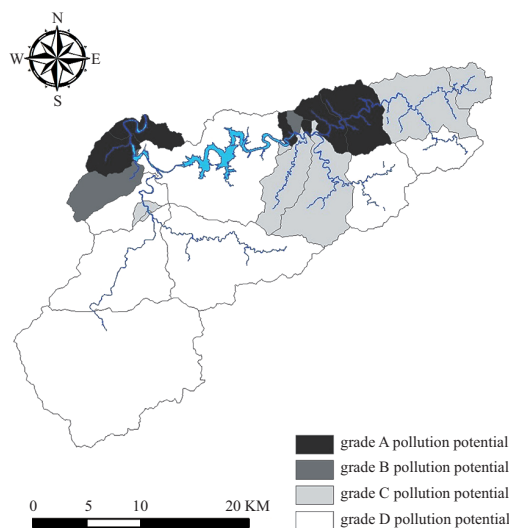 N
W E
S
grade A pollution potential
grade B pollution potential
grade C pollution potential
grade D pollution potential
0 5 10 20 KM